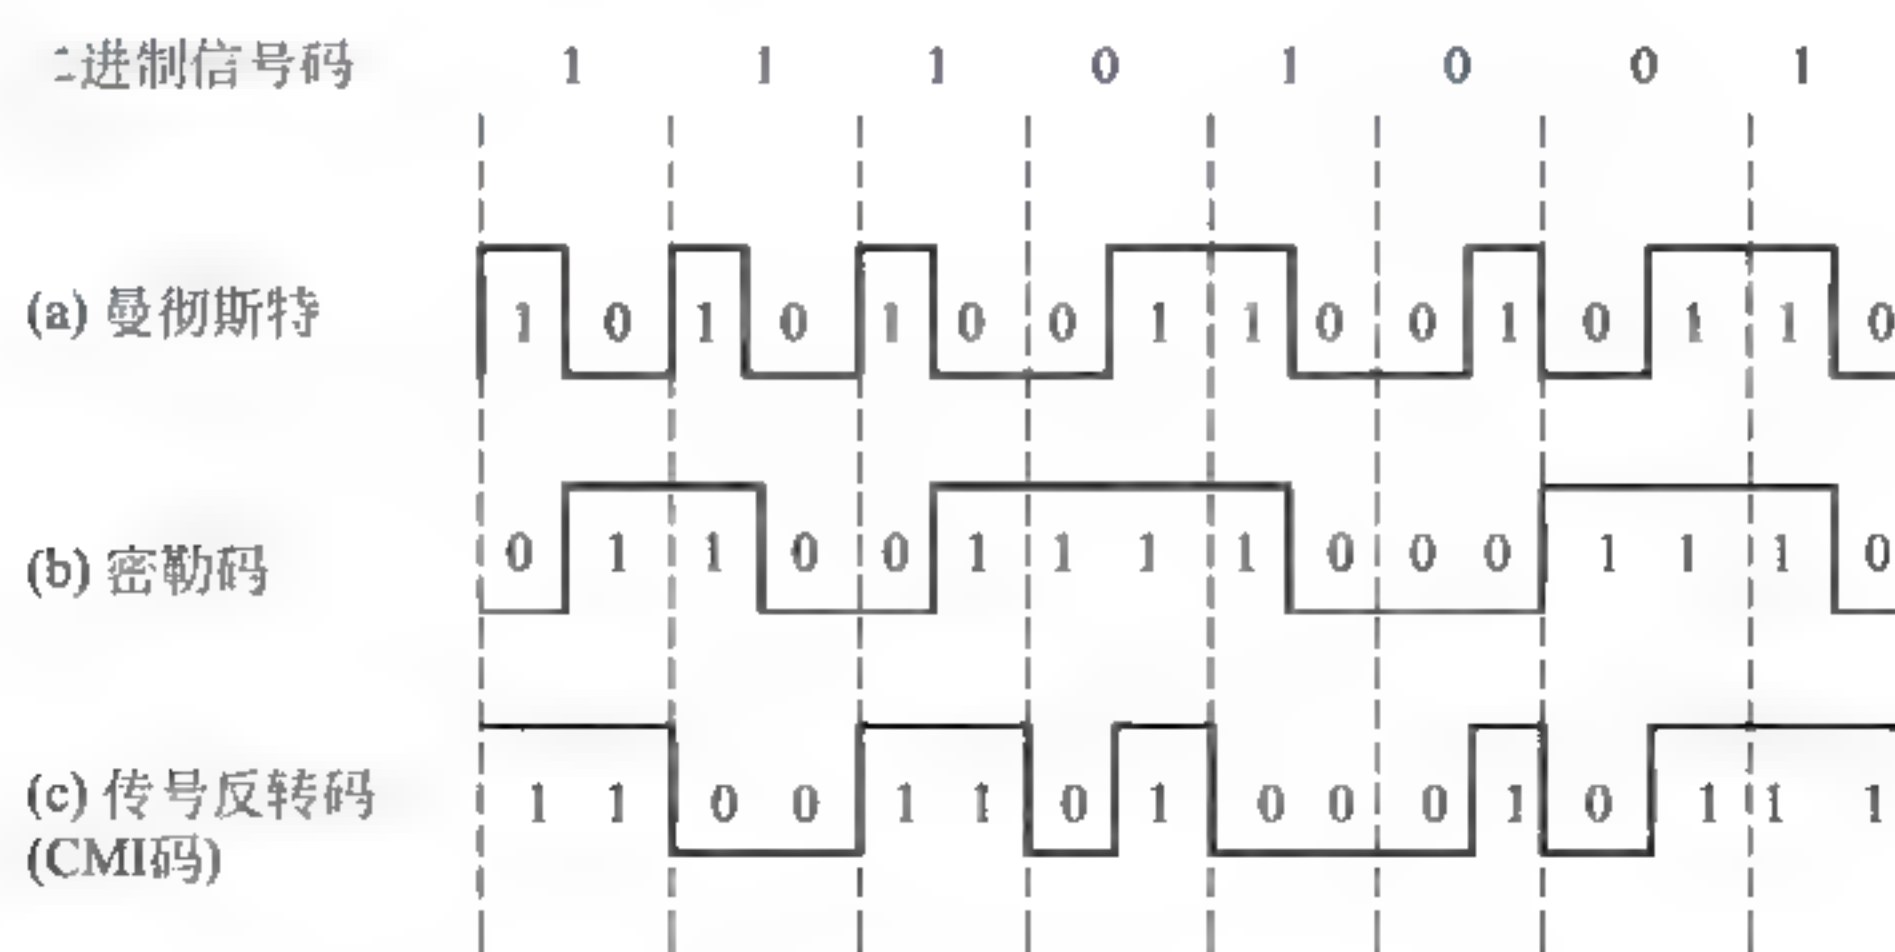 进制信号码 1 1 1 0 1 0 0 1
(a) 曼彻斯特 1 0 1 0 1 0 0 1 1 0 0 1 0 1 1 0
(b) 密勒码 0 1 1 0 0 1 1 1 1 0 0 0 1 1 1 0
(c) 传号反转码 1 1 0 0 1 1 0 1 0 0 0 1 0 1 1 1
(CMI码)